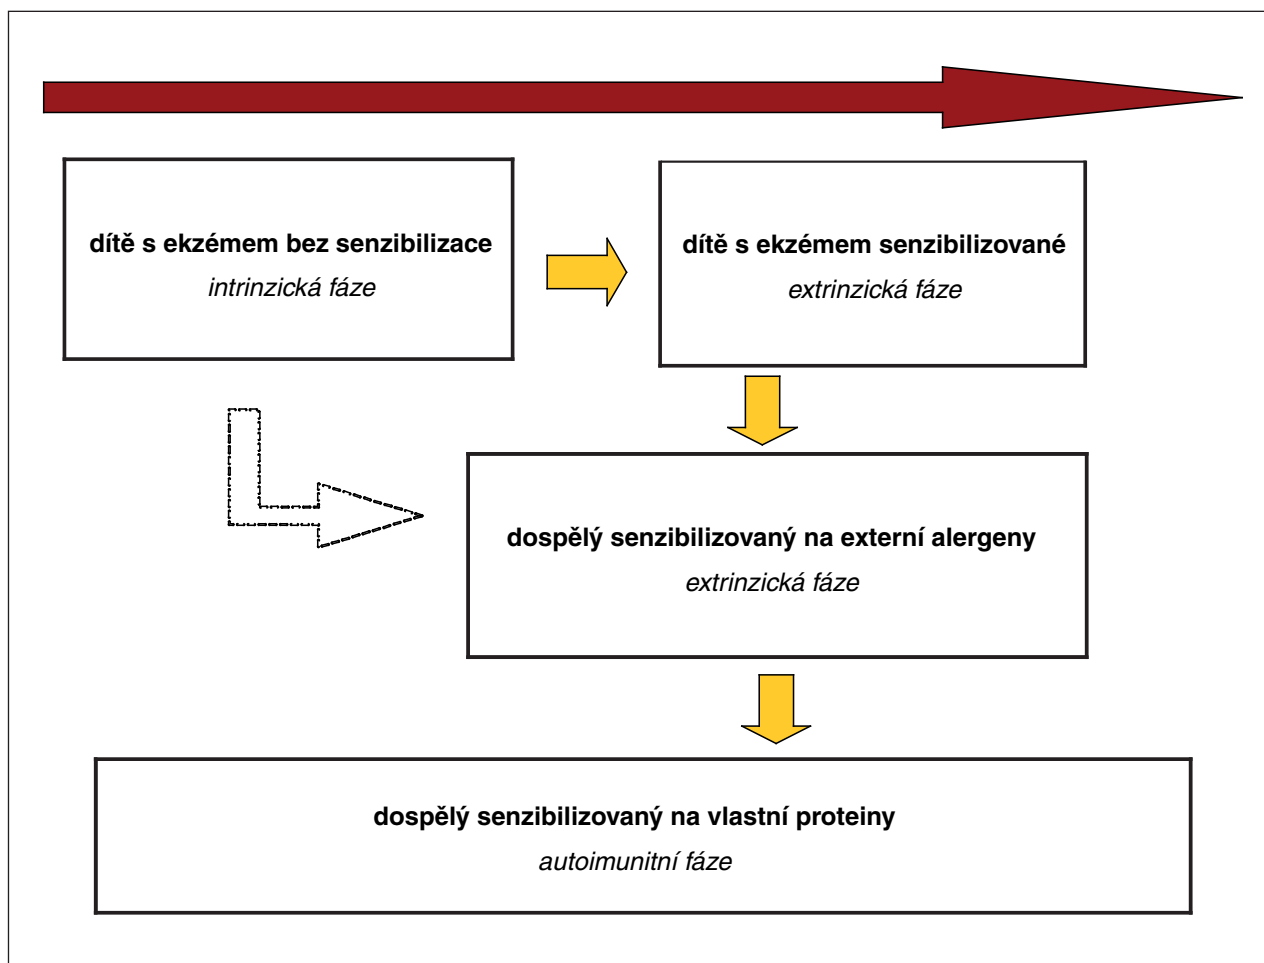 dítě s ekzémem bez senzibilizace
intrinzická fáze
dítě s ekzémem senzibilizované
extrinzická fáze
dospělý senzibilizovaný na externí alergeny
extrinzická fáze
dospělý senzibilizovaný na vlastní proteiny
autoimunitní fáze